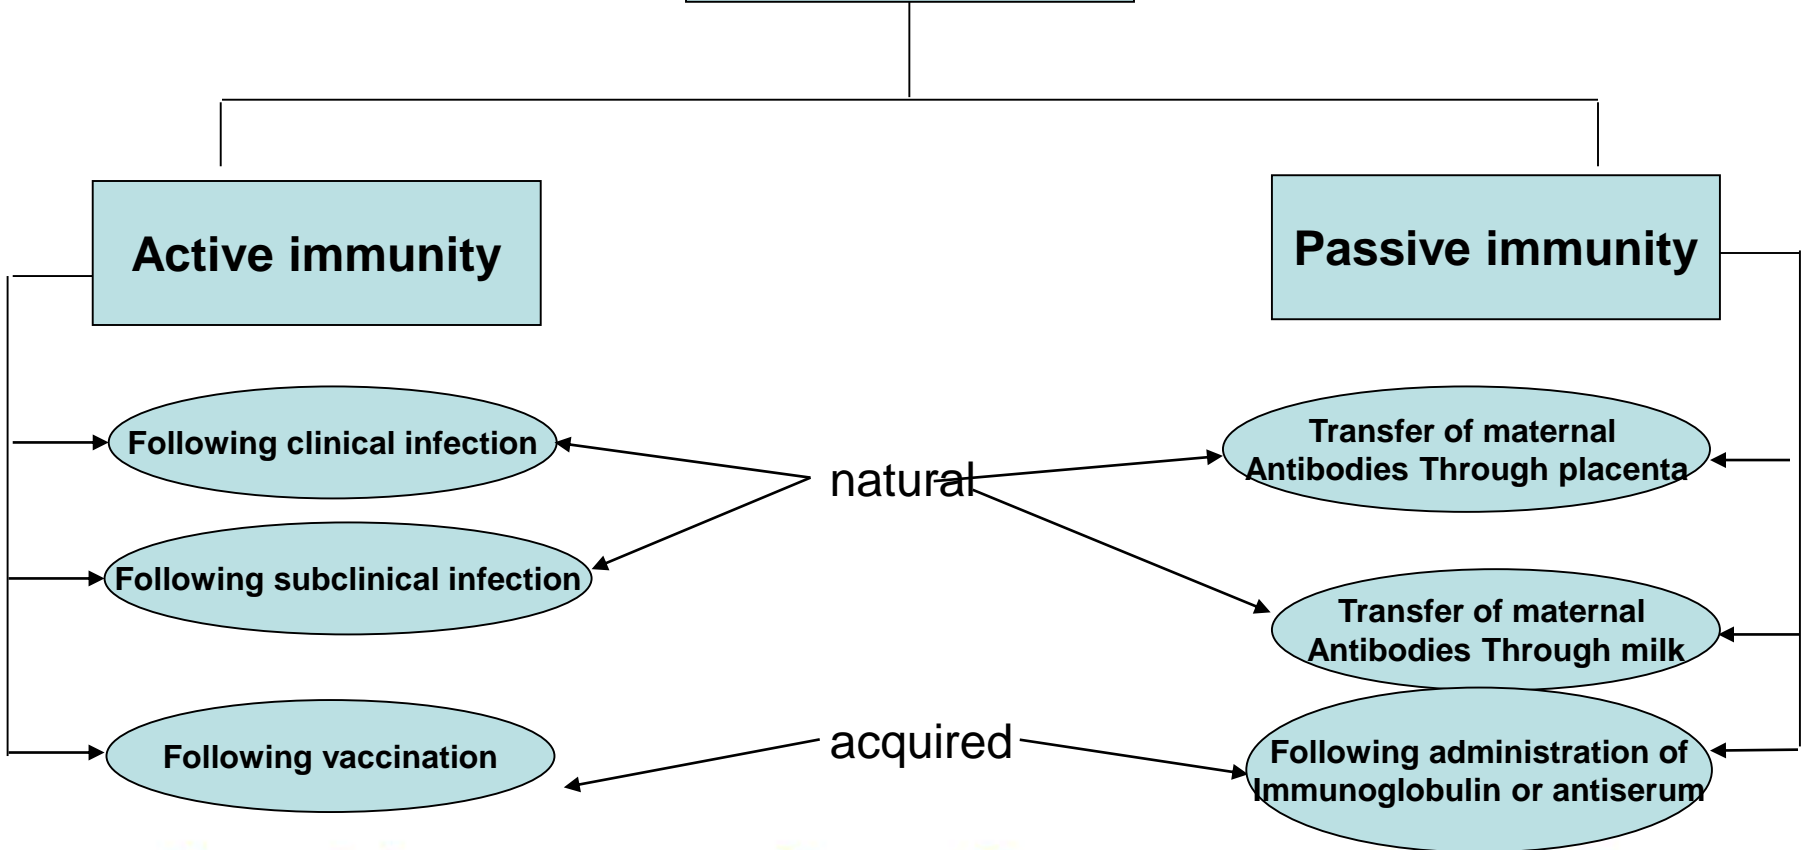 Active immunity
Passive immunity
Following clinical infection
Following subclinical infection
Following vaccination
natural
acquired
Transfer of maternal
Antibodies Through placenta
Transfer of maternal
Antibodies Through milk
Following administration of
Immunoglobulin or antiserum